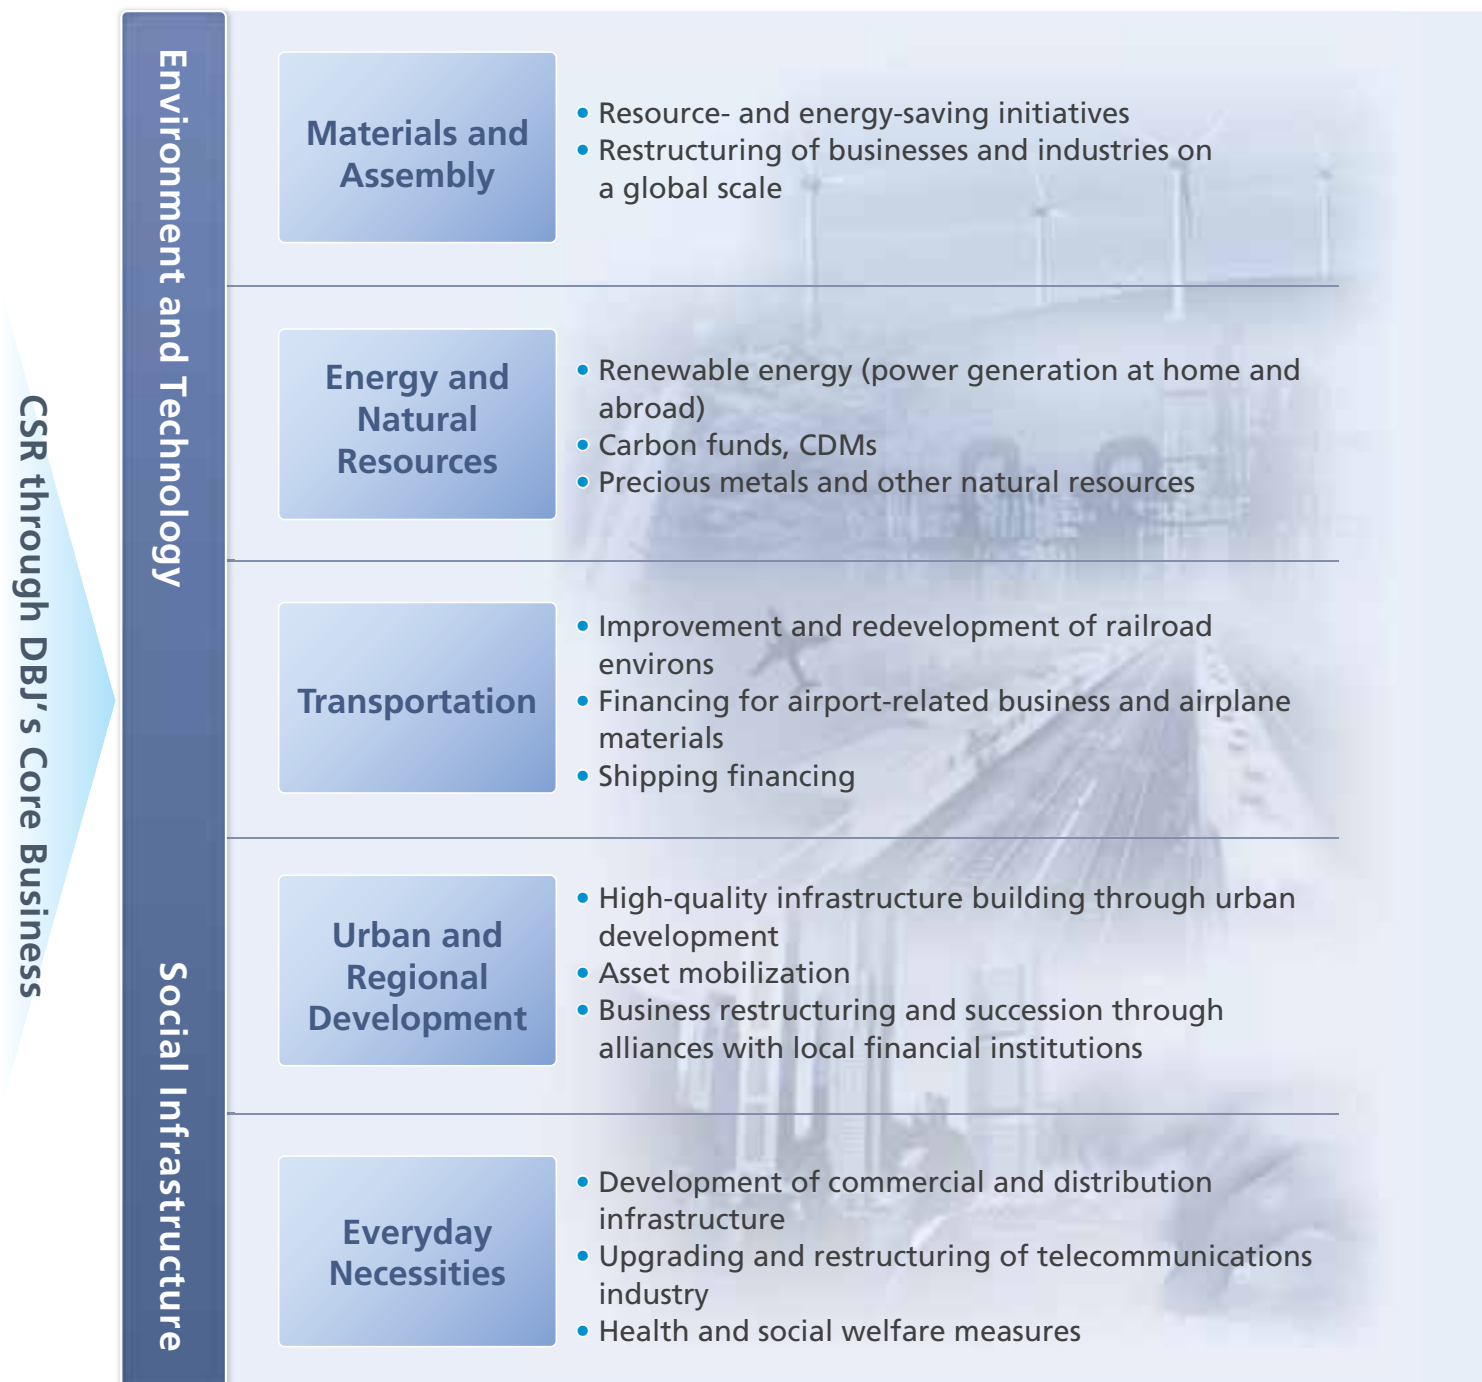 CSR through DBJ's Core Business
Environment and Technology
Materials and
Assembly
• Resource- and energy-saving initiatives
• Restructuring of businesses and industries on
a global scale
Energy and
Natural
Resources
• Renewable energy (power generation at home and
abroad)
• Carbon funds, CDMs
• Precious metals and other natural resources
Transportation
• Improvement and redevelopment of railroad
environs
• Financing for airport-related business and airplane
materials
• Shipping financing
Social Infrastructure
Urban and
Regional
Development
• High-quality infrastructure building through urban
development
• Asset mobilization
• Business restructuring and succession through
alliances with local financial institutions
Everyday
Necessities
• Development of commercial and distribution
infrastructure
• Upgrading and restructuring of telecommunications
industry
• Health and social welfare measures